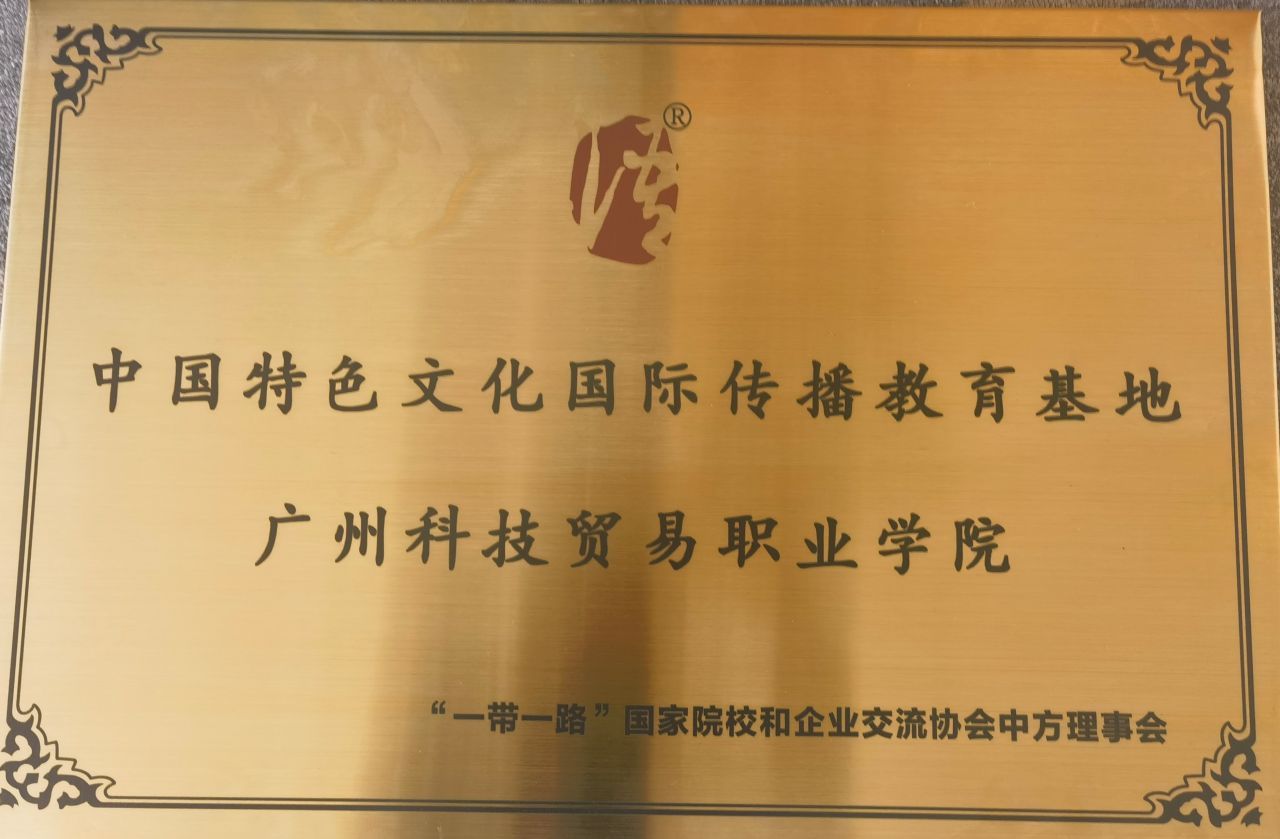 ®
中国特色文化国际传播教育基地
广州科技贸易职业学院
“一带一路”国家院校和企业交流协会中方理事会